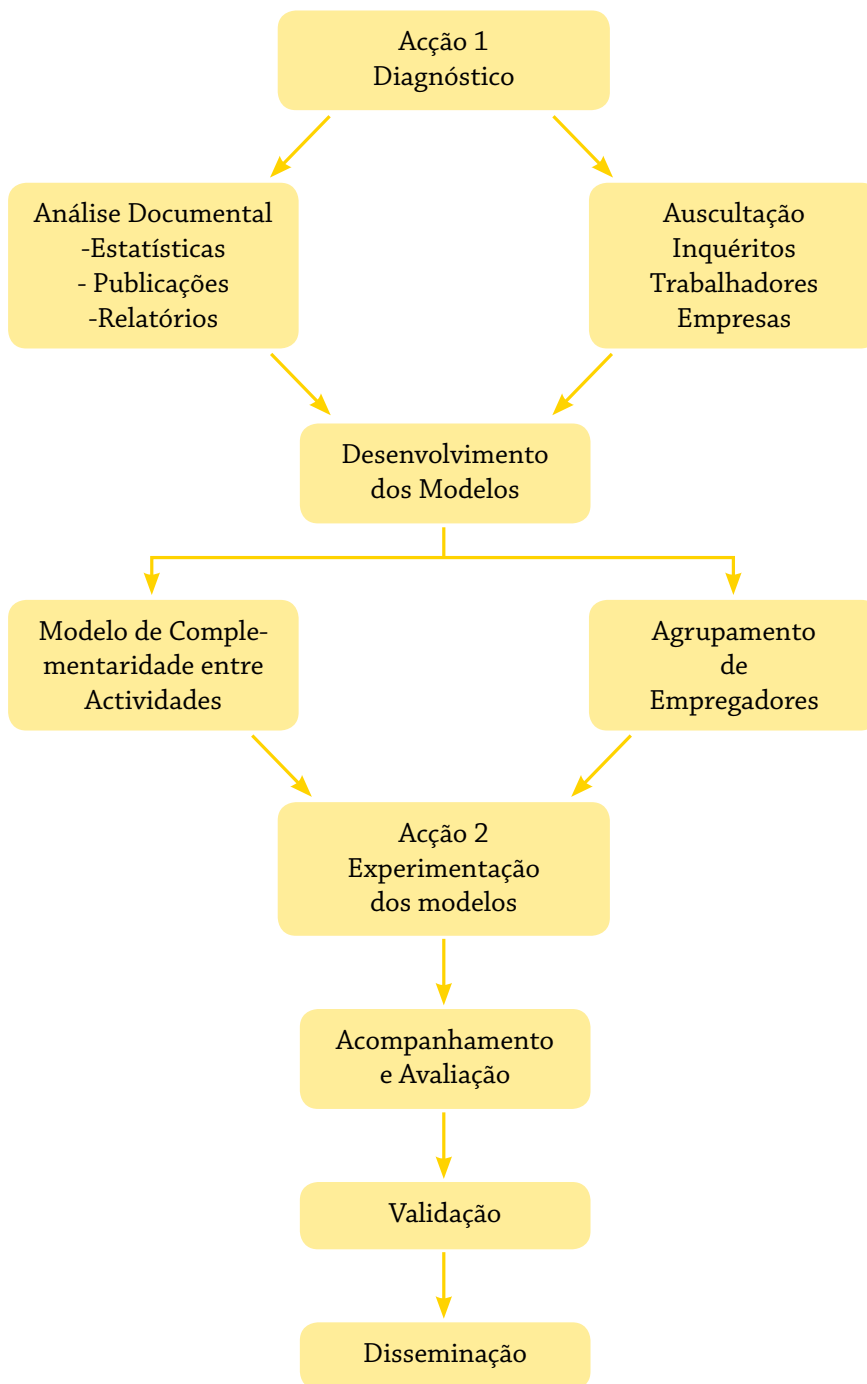 Acção 1
Diagnóstico
Análise Documental
-Estatísticas
- Publicações
-Relatórios
Auscultação
Inquéritos
Trabalhadores
Empresas
Desenvolvimento
dos Modelos
Modelo de Comple-
mentaridade entre
Actividades
Agrupamento
de
Empregadores
Acção 2
Experimentação
dos modelos
Acompanhamento
e Avaliação
Validação
Disseminação